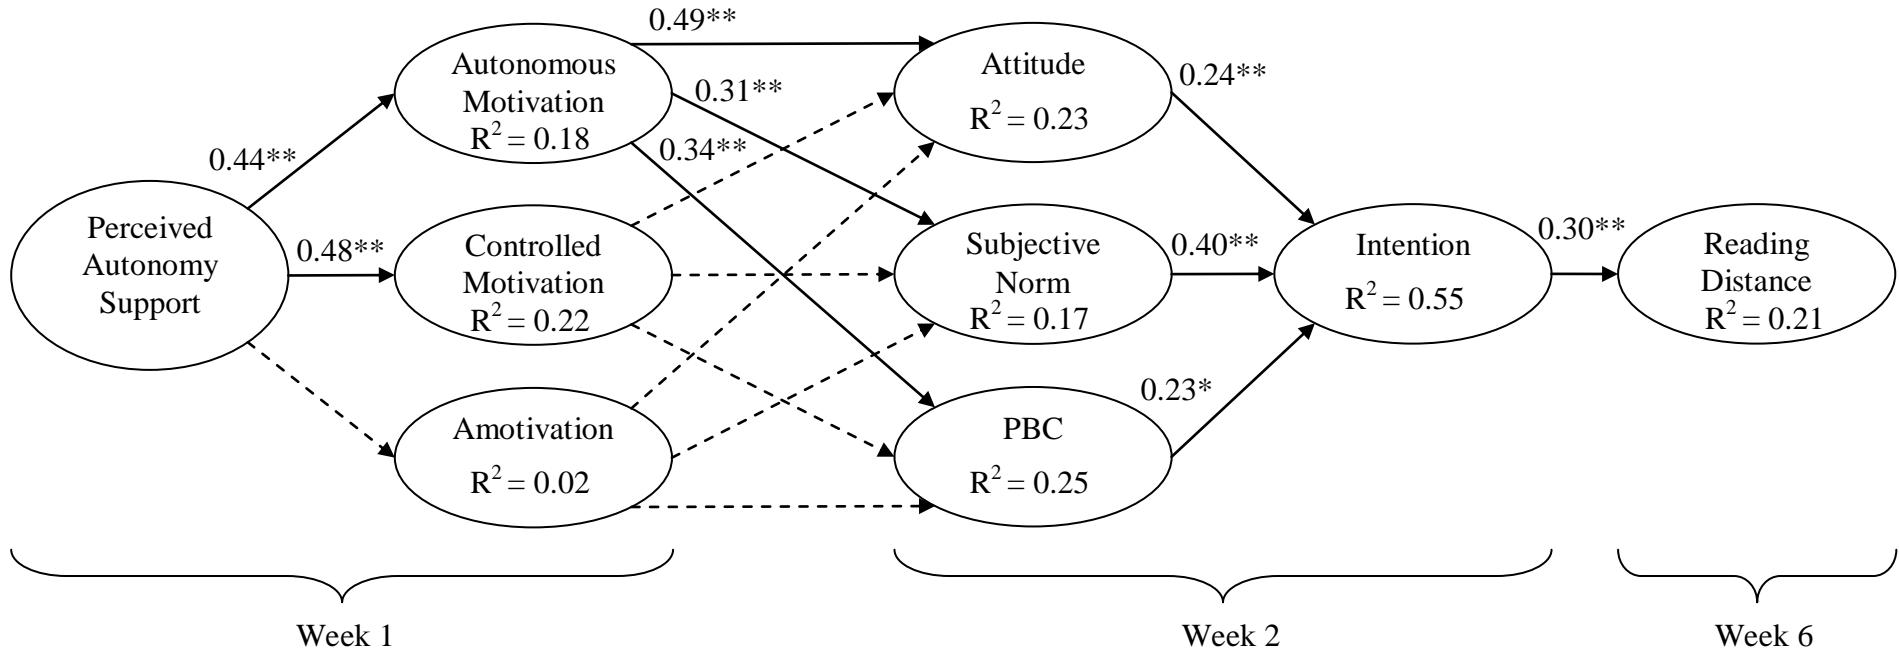 0.49**
Autonomous
Motivation
R² = 0.18
Attitude
R² = 0.23
0.24**
0.31**
0.34**
0.44**
Perceived
Autonomy
Support
0.48**
Controlled
Motivation
R² = 0.22
Subjective
Norm
R² = 0.17
0.40**
Intention
R² = 0.55
0.30**
Reading
Distance
R² = 0.21
Amotivation
R² = 0.02
PBC
R² = 0.25
0.23*
Week 1
Week 2
Week 6